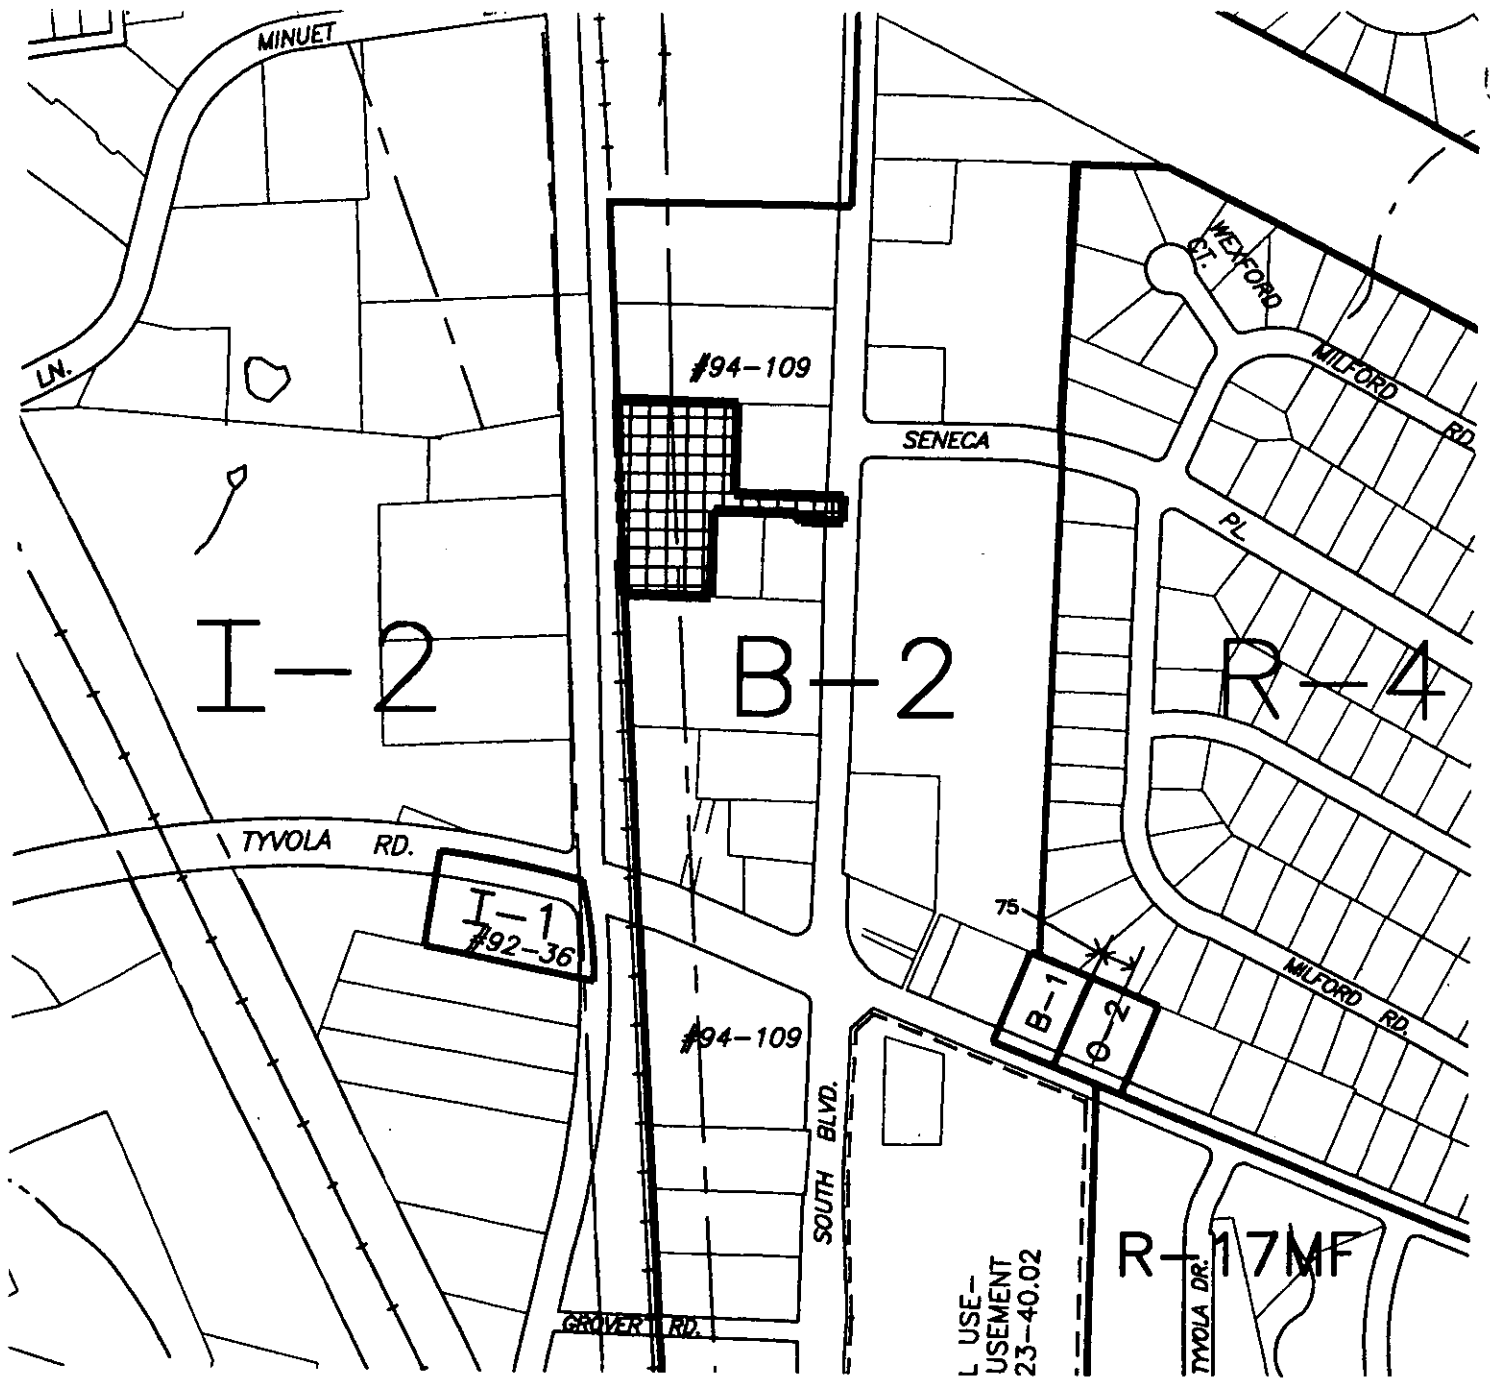 MINUET
LN.
WEXFORD
CT.
MILFORD
RD.
#94-109
SENECA
PL.
I-2
B-2
R-4
TYVOLA RD.
I-1
#92-36
75
B-1
O-2
MILFORD
RD.
#94-109
SOUTH BLVD.
R-17MF
TYVOLA DR.
GROVER RD.
L USE-
USEMENT
23-40.02